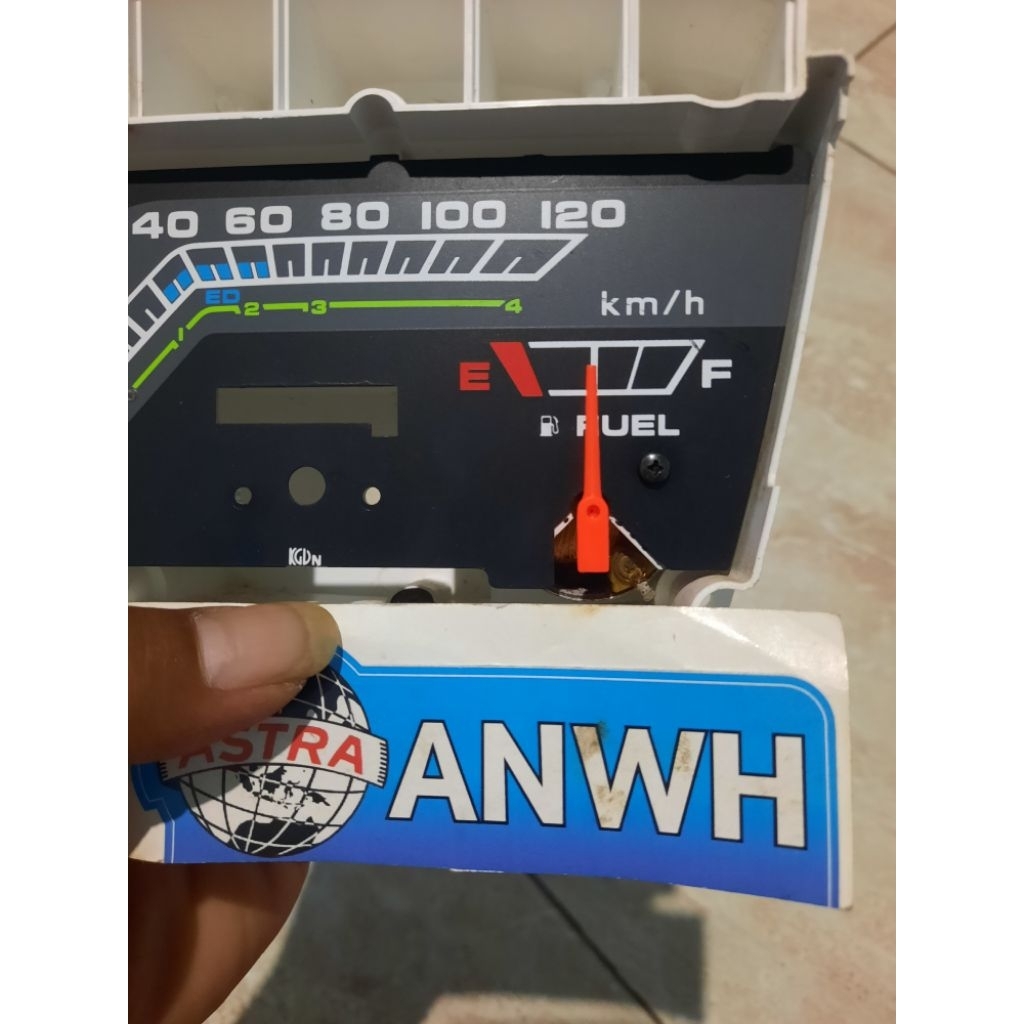 40 60 80 100 120
ED
1 2 3 4
km/h
E F
FUEL
KGDN
ASTRA
ANWH